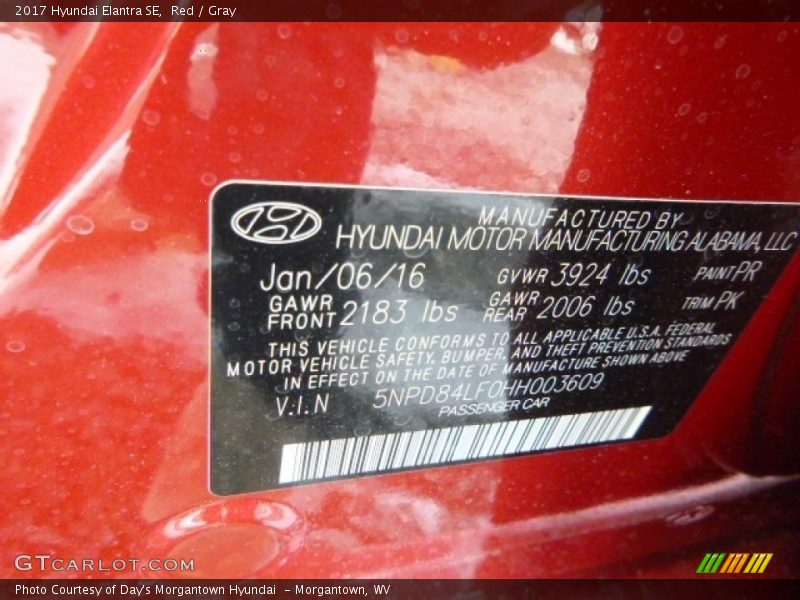 2017 Hyundai Elantra SE,  Red / Gray
MANUFACTURED BY
HYUNDAI MOTOR MANUFACTURING ALABAMA, LLC
Jan/06/16 GVWR 3924 lbs PAINT PR
GAWR FRONT 2183 lbs GAWR REAR 2006 lbs TRIM PK
THIS VEHICLE CONFORMS TO ALL APPLICABLE U.S.A. FEDERAL
MOTOR VEHICLE SAFETY, BUMPER, AND THEFT PREVENTION STANDARDS
IN EFFECT ON THE DATE OF MANUFACTURE SHOWN ABOVE
V.I.N 5NPD84LF0HH003609
PASSENGER CAR
GTCARLOT.COM
Photo Courtesy of Day's Morgantown Hyundai  - Morgantown, WV